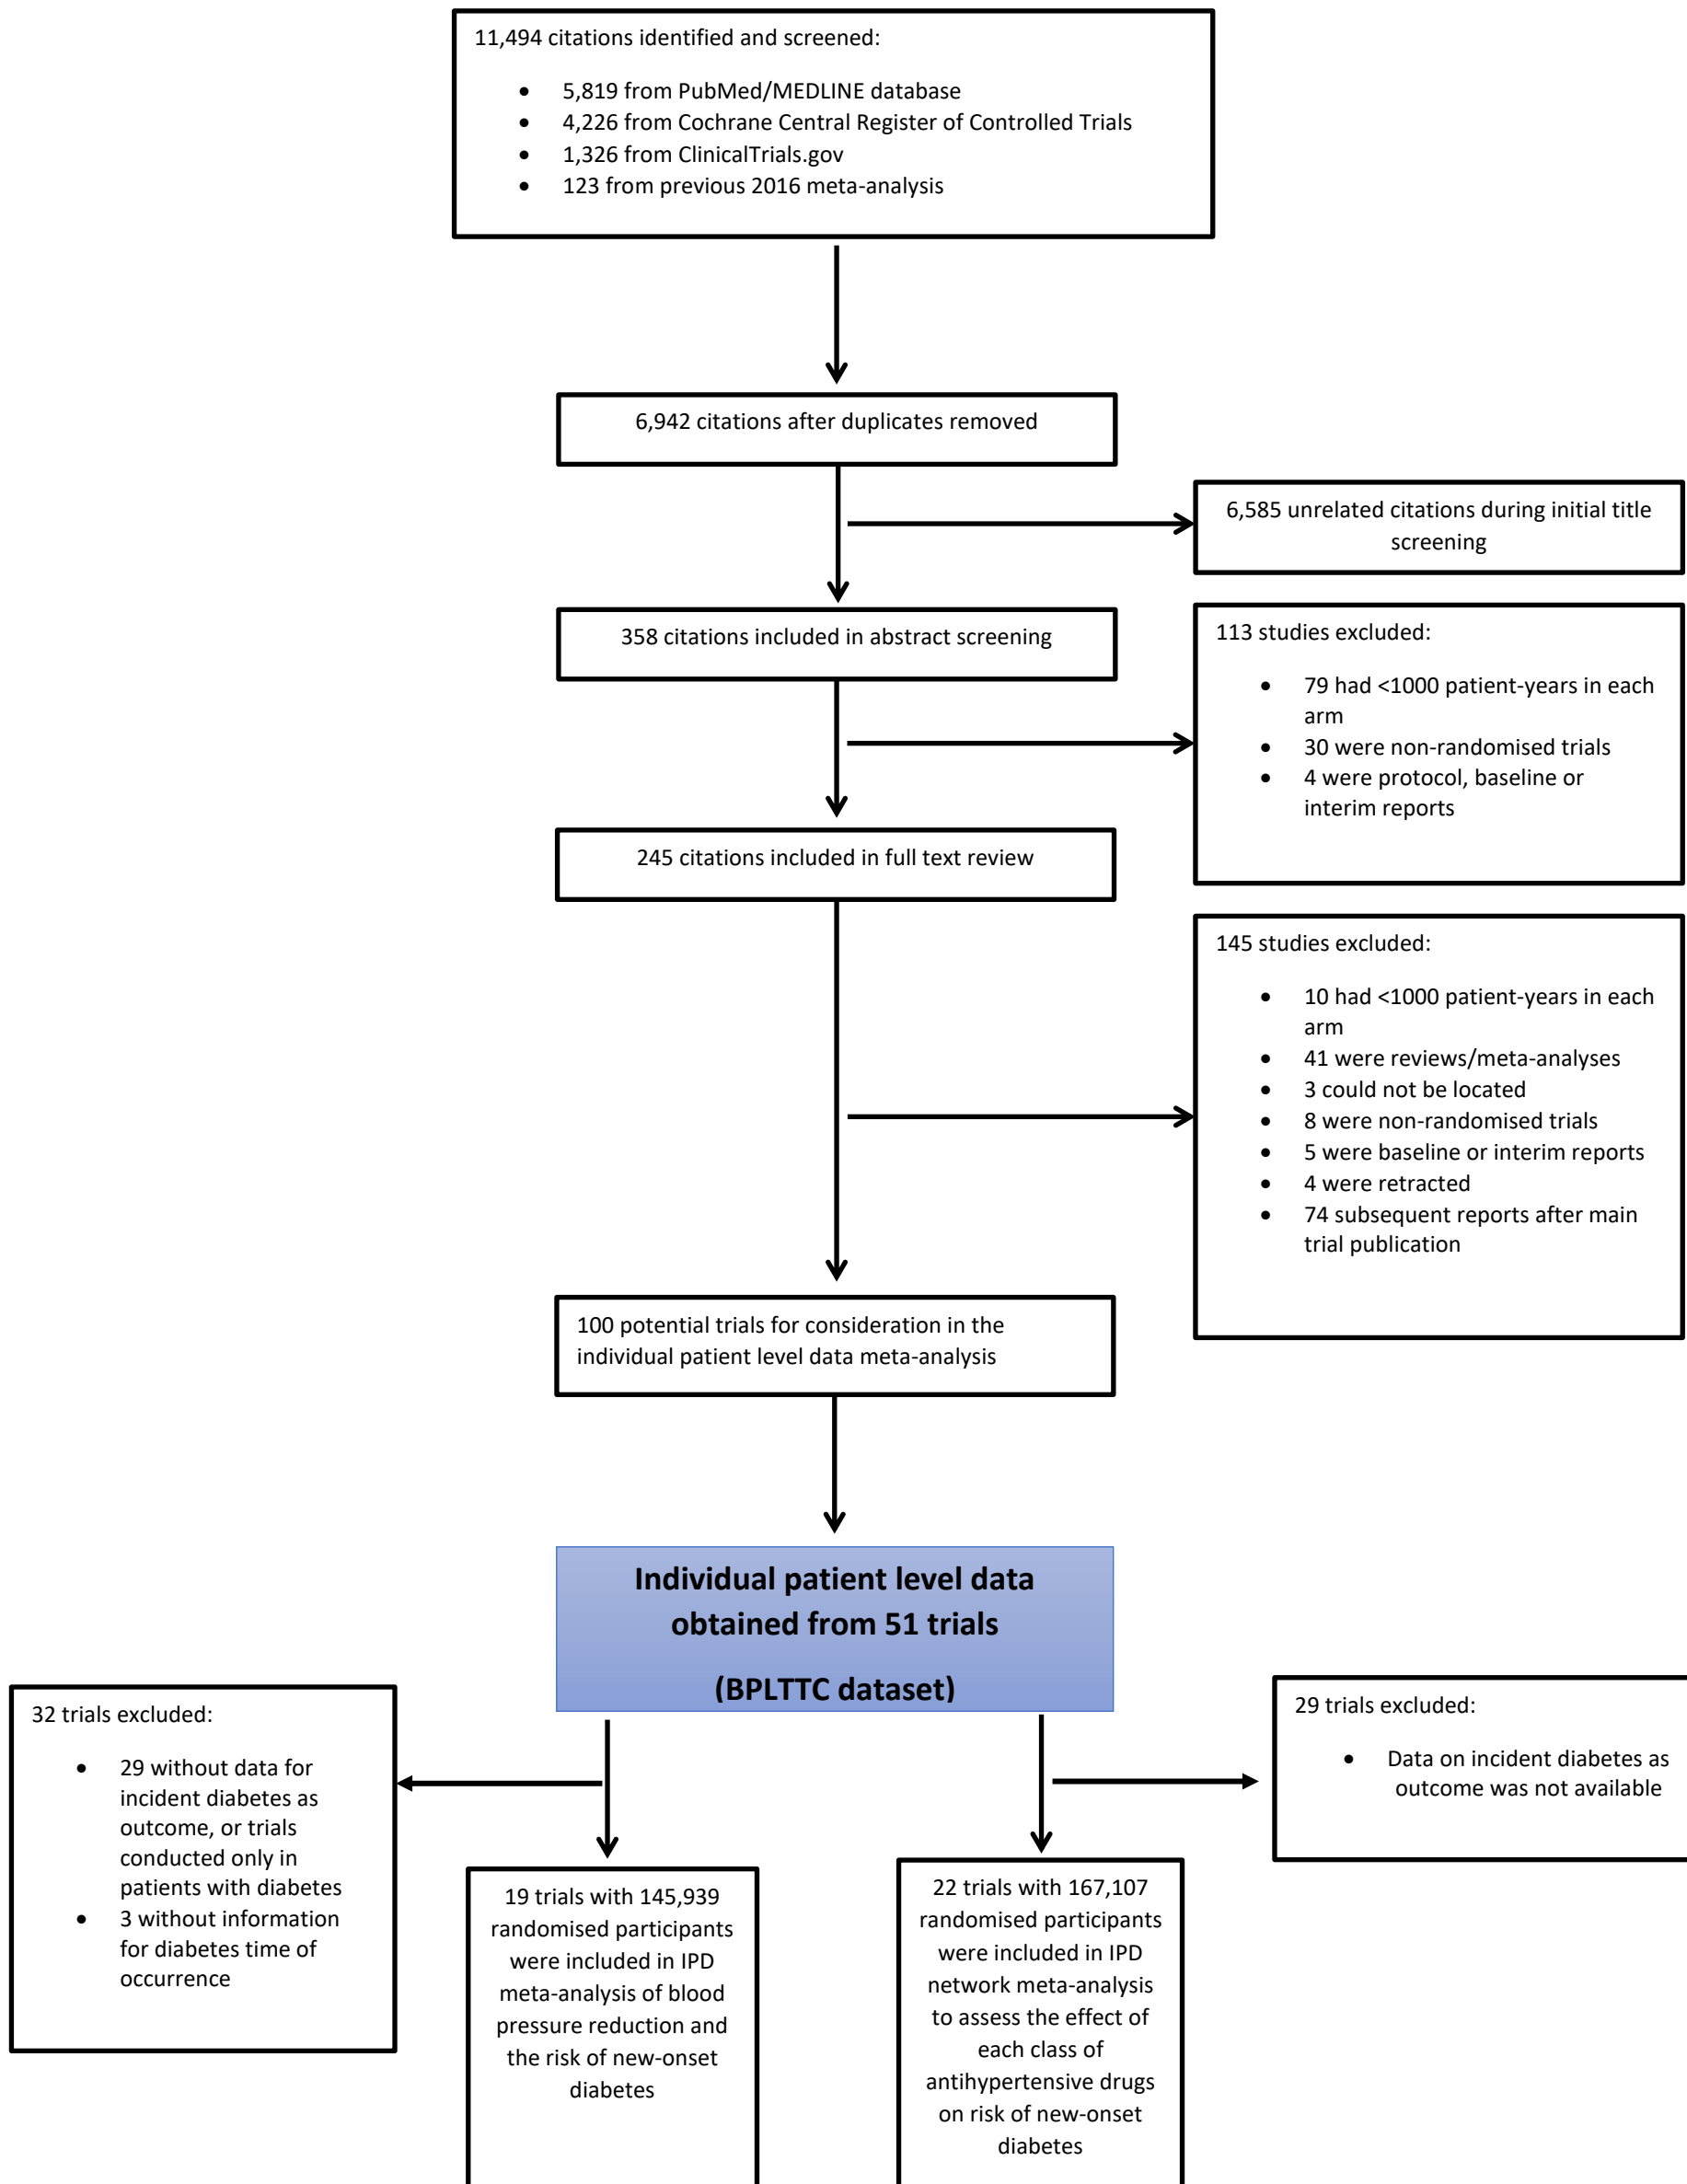 11,494 citations identified and screened:
• 5,819 from PubMed/MEDLINE database
• 4,226 from Cochrane Central Register of Controlled Trials
• 1,326 from ClinicalTrials.gov
• 123 from previous 2016 meta-analysis
6,942 citations after duplicates removed
6,585 unrelated citations during initial title
screening
358 citations included in abstract screening
113 studies excluded:
• 79 had <1000 patient-years in each
arm
• 30 were non-randomised trials
• 4 were protocol, baseline or
interim reports
245 citations included in full text review
145 studies excluded:
• 10 had <1000 patient-years in each
arm
• 41 were reviews/meta-analyses
• 3 could not be located
• 8 were non-randomised trials
• 5 were baseline or interim reports
• 4 were retracted
• 74 subsequent reports after main
trial publication
100 potential trials for consideration in the
individual patient level data meta-analysis
Individual patient level data
obtained from 51 trials
(BPLTTC dataset)
32 trials excluded:
• 29 without data for
incident diabetes as
outcome, or trials
conducted only in
patients with diabetes
• 3 without information
for diabetes time of
occurrence
29 trials excluded:
• Data on incident diabetes as
outcome was not available
19 trials with 145,939
randomised participants
were included in IPD
meta-analysis of blood
pressure reduction and
the risk of new-onset
diabetes
22 trials with 167,107
randomised participants
were included in IPD
network meta-analysis
to assess the effect of
each class of
antihypertensive drugs
on risk of new-onset
diabetes